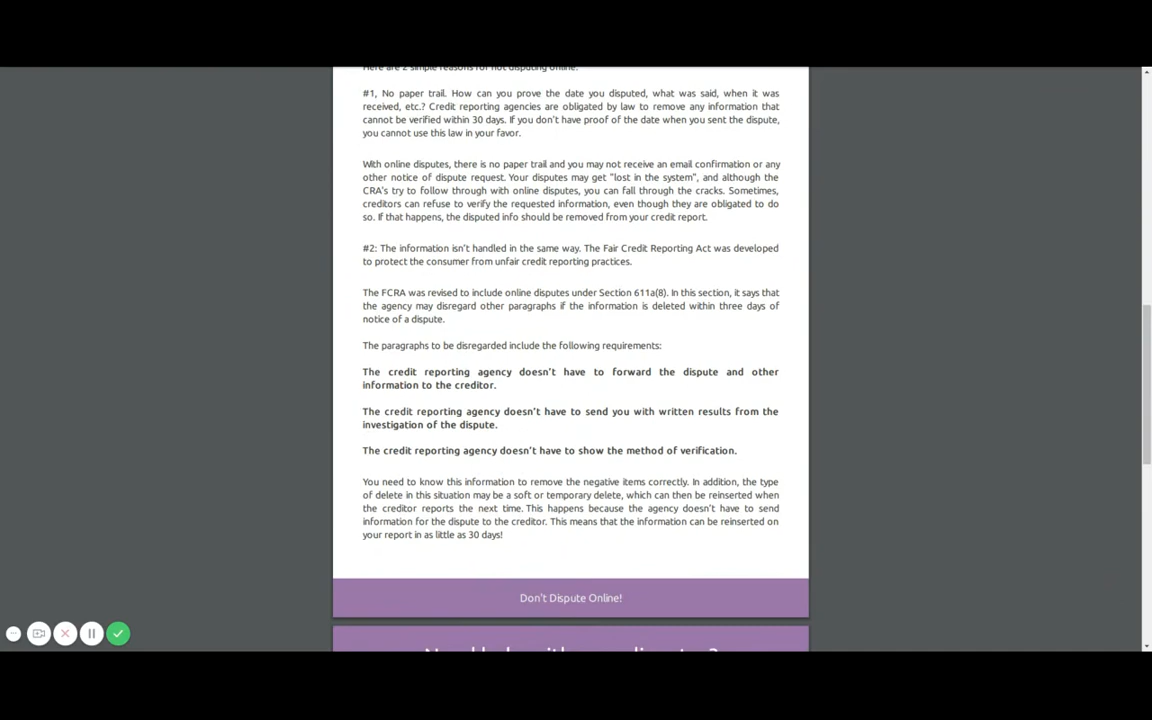 Here are 2 simple reasons for not disputing online.
#1, No paper trail. How can you prove the date you disputed, what was said, when it was
received, etc.? Credit reporting agencies are obligated by law to remove any information that
cannot be verified within 30 days. If you don't have proof of the date when you sent the dispute,
you cannot use this law in your favor.
With online disputes, there is no paper trail and you may not receive an email confirmation or any
other notice of dispute request. Your disputes may get "lost in the system", and although the
CRA's try to follow through with online disputes, you can fall through the cracks. Sometimes,
creditors can refuse to verify the requested information, even though they are obligated to do
so. If that happens, the disputed info should be removed from your credit report.
#2: The information isn't handled in the same way. The Fair Credit Reporting Act was developed
to protect the consumer from unfair credit reporting practices.
The FCRA was revised to include online disputes under Section 611a(8). In this section, it says that
the agency may disregard other paragraphs if the information is deleted within three days of
notice of a dispute.
The paragraphs to be disregarded include the following requirements:
The credit reporting agency doesn't have to forward the dispute and other
information to the creditor.
The credit reporting agency doesn't have to send you with written results from the
investigation of the dispute.
The credit reporting agency doesn't have to show the method of verification.
You need to know this information to remove the negative items correctly. In addition, the type
of delete in this situation may be a soft or temporary delete, which can then be reinserted when
the creditor reports the next time. This happens because the agency doesn't have to send
information for the dispute to the creditor. This means that the information can be reinserted on
your report in as little as 30 days!
Don't Dispute Online!